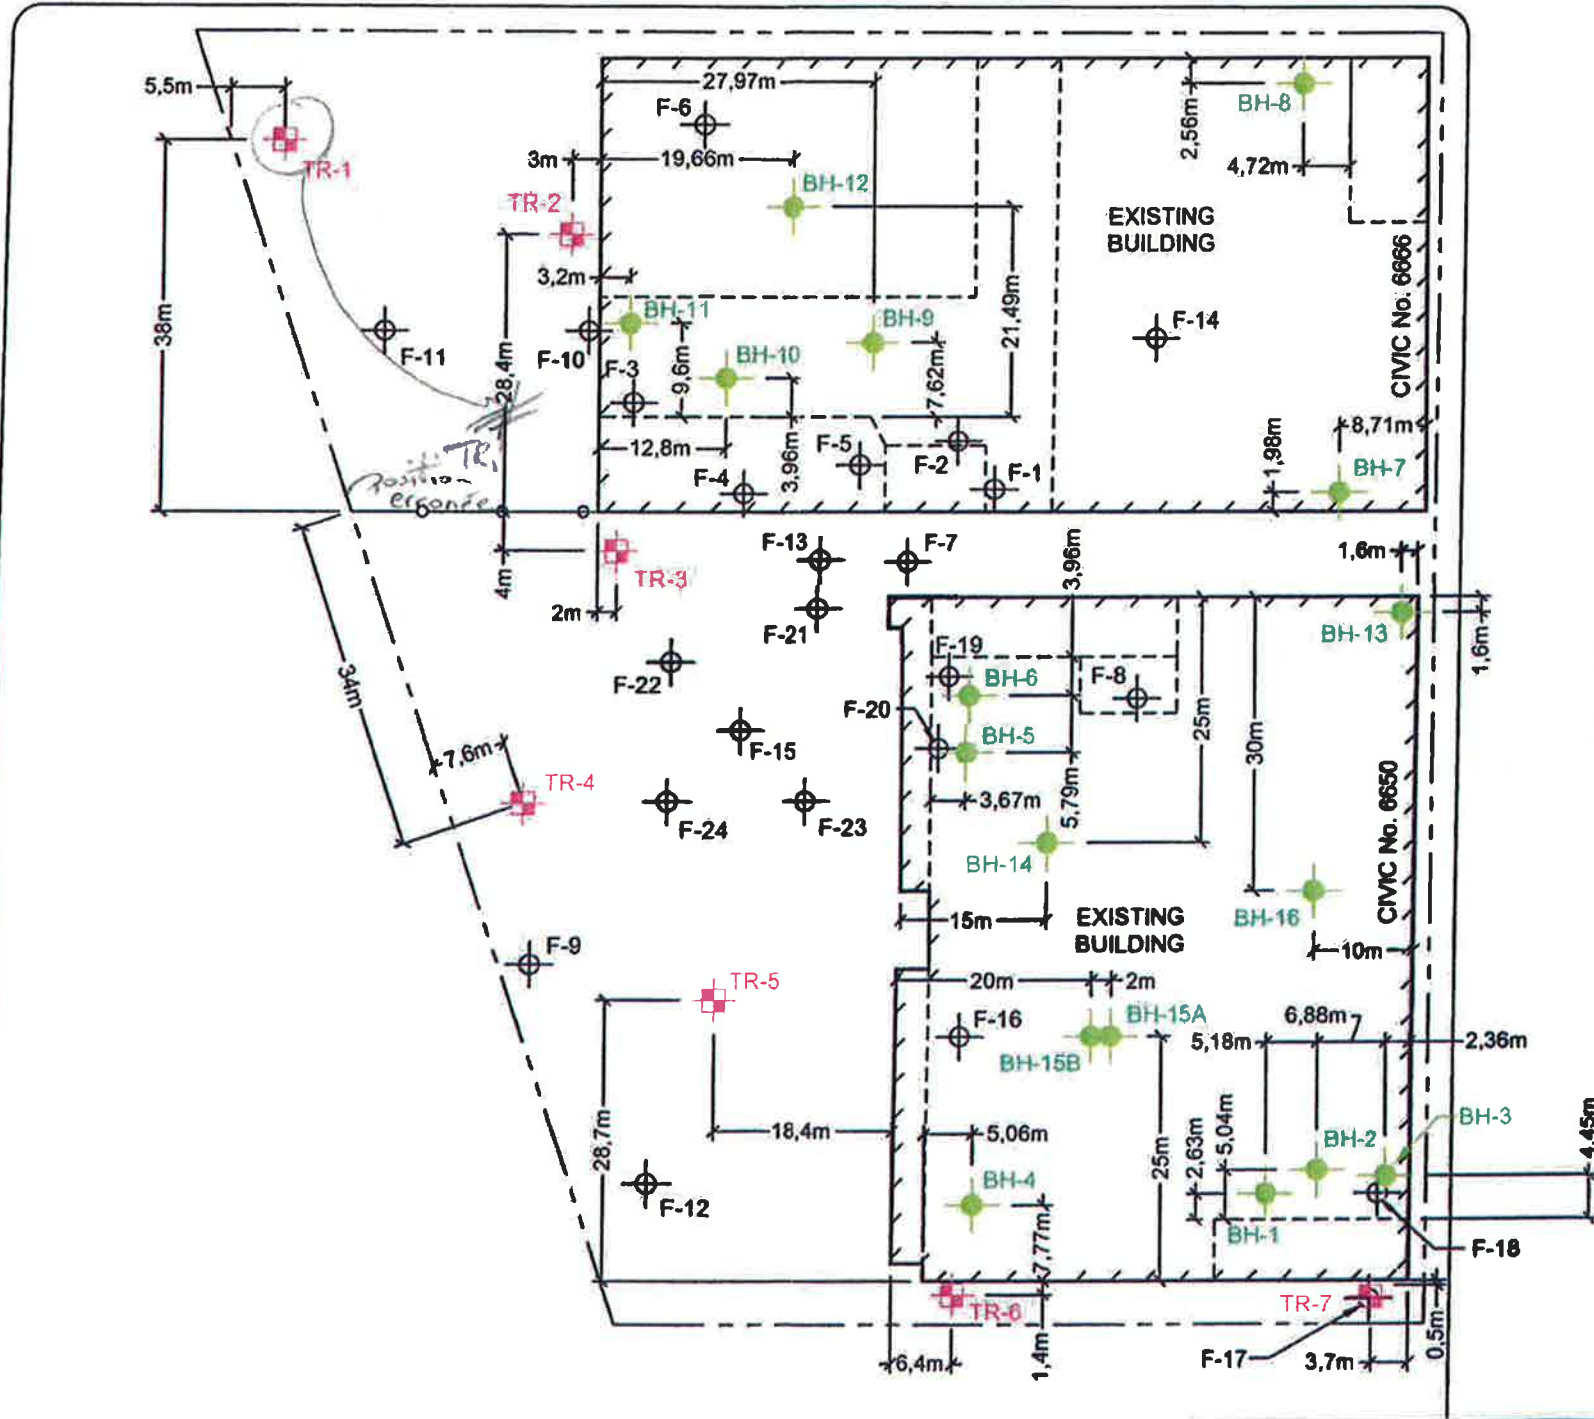 5,5m
27,97m
F-6
BH-8
2,56m
TR-1
3m
19,66m
4,72m
BH-12
TR-2
EXISTING
BUILDING
3,2m
CIVIC No. 6666
38m
BH-11
21,49m
BH-9
F-14
F-11
F-10
28,4m
F-3
BH-10
9,6m
7,62m
TR1
12,8m
3,96m
F-5
F-2
8,71m
1,98m
Position
erronée
F-4
F-1
BH-7
F-13
F-7
3,96m
1,6m
TR-3
4m
2m
F-21
BH-13
1,6m
F-19
34m
F-22
BH-6
F-8
F-20
25m
30m
7,6m
F-15
BH-5
TR-4
3,67m
5,79m
F-24
F-23
CIVIC No. 6650
BH-14
15m
EXISTING
BUILDING
BH-16
F-9
10m
TR-5
20m
2m
F-16
BH-15A
6,88m
5,18m
2,36m
BH-15B
28,7m
18,4m
5,06m
25m
2,63m
5,04m
BH-2
BH-3
4,45m
F-12
BH-4
7,77m
BH-1
F-18
TR-6
TR-7
0,5m
6,4m
1,4m
F-17
3,7m